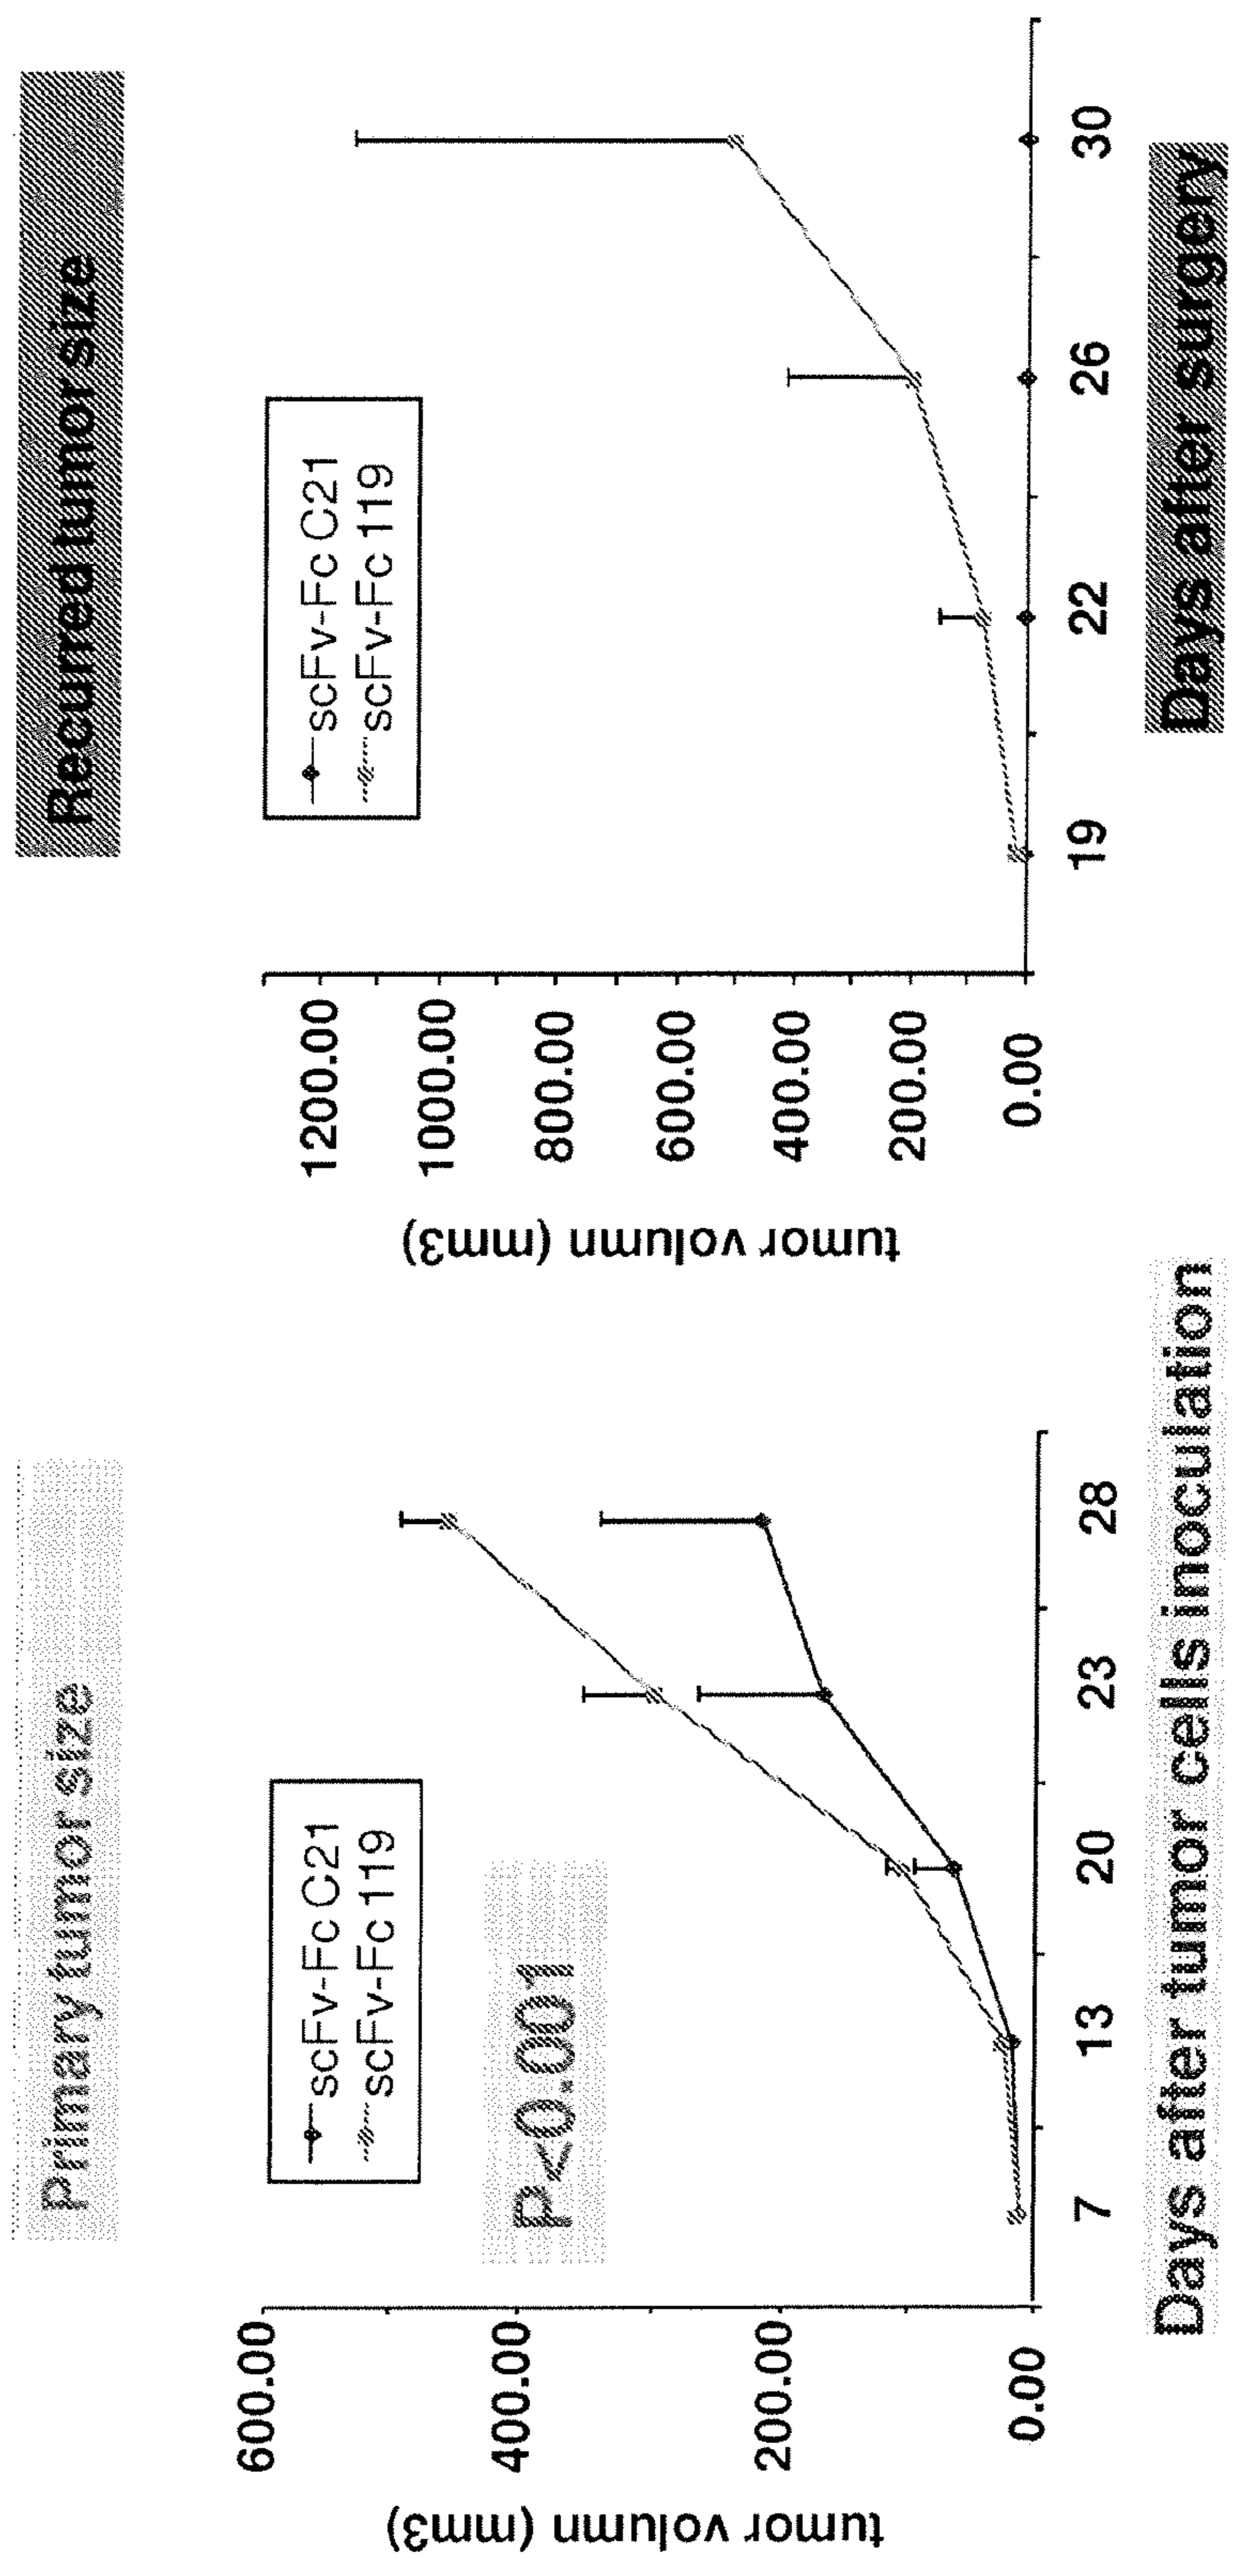 Primary tumor size
tumor volumn (mm3)
600.00
400.00
200.00
0.00
scFv-Fc C21
scFv-Fc 119
P<0.001
7 13 20 23 28
Days after tumor cells inoculation
Recurred tumor size
tumor volumn (mm3)
1200.00
1000.00
800.00
600.00
400.00
200.00
0.00
scFv-Fc C21
scFv-Fc 119
19 22 26 30
Days after surgery